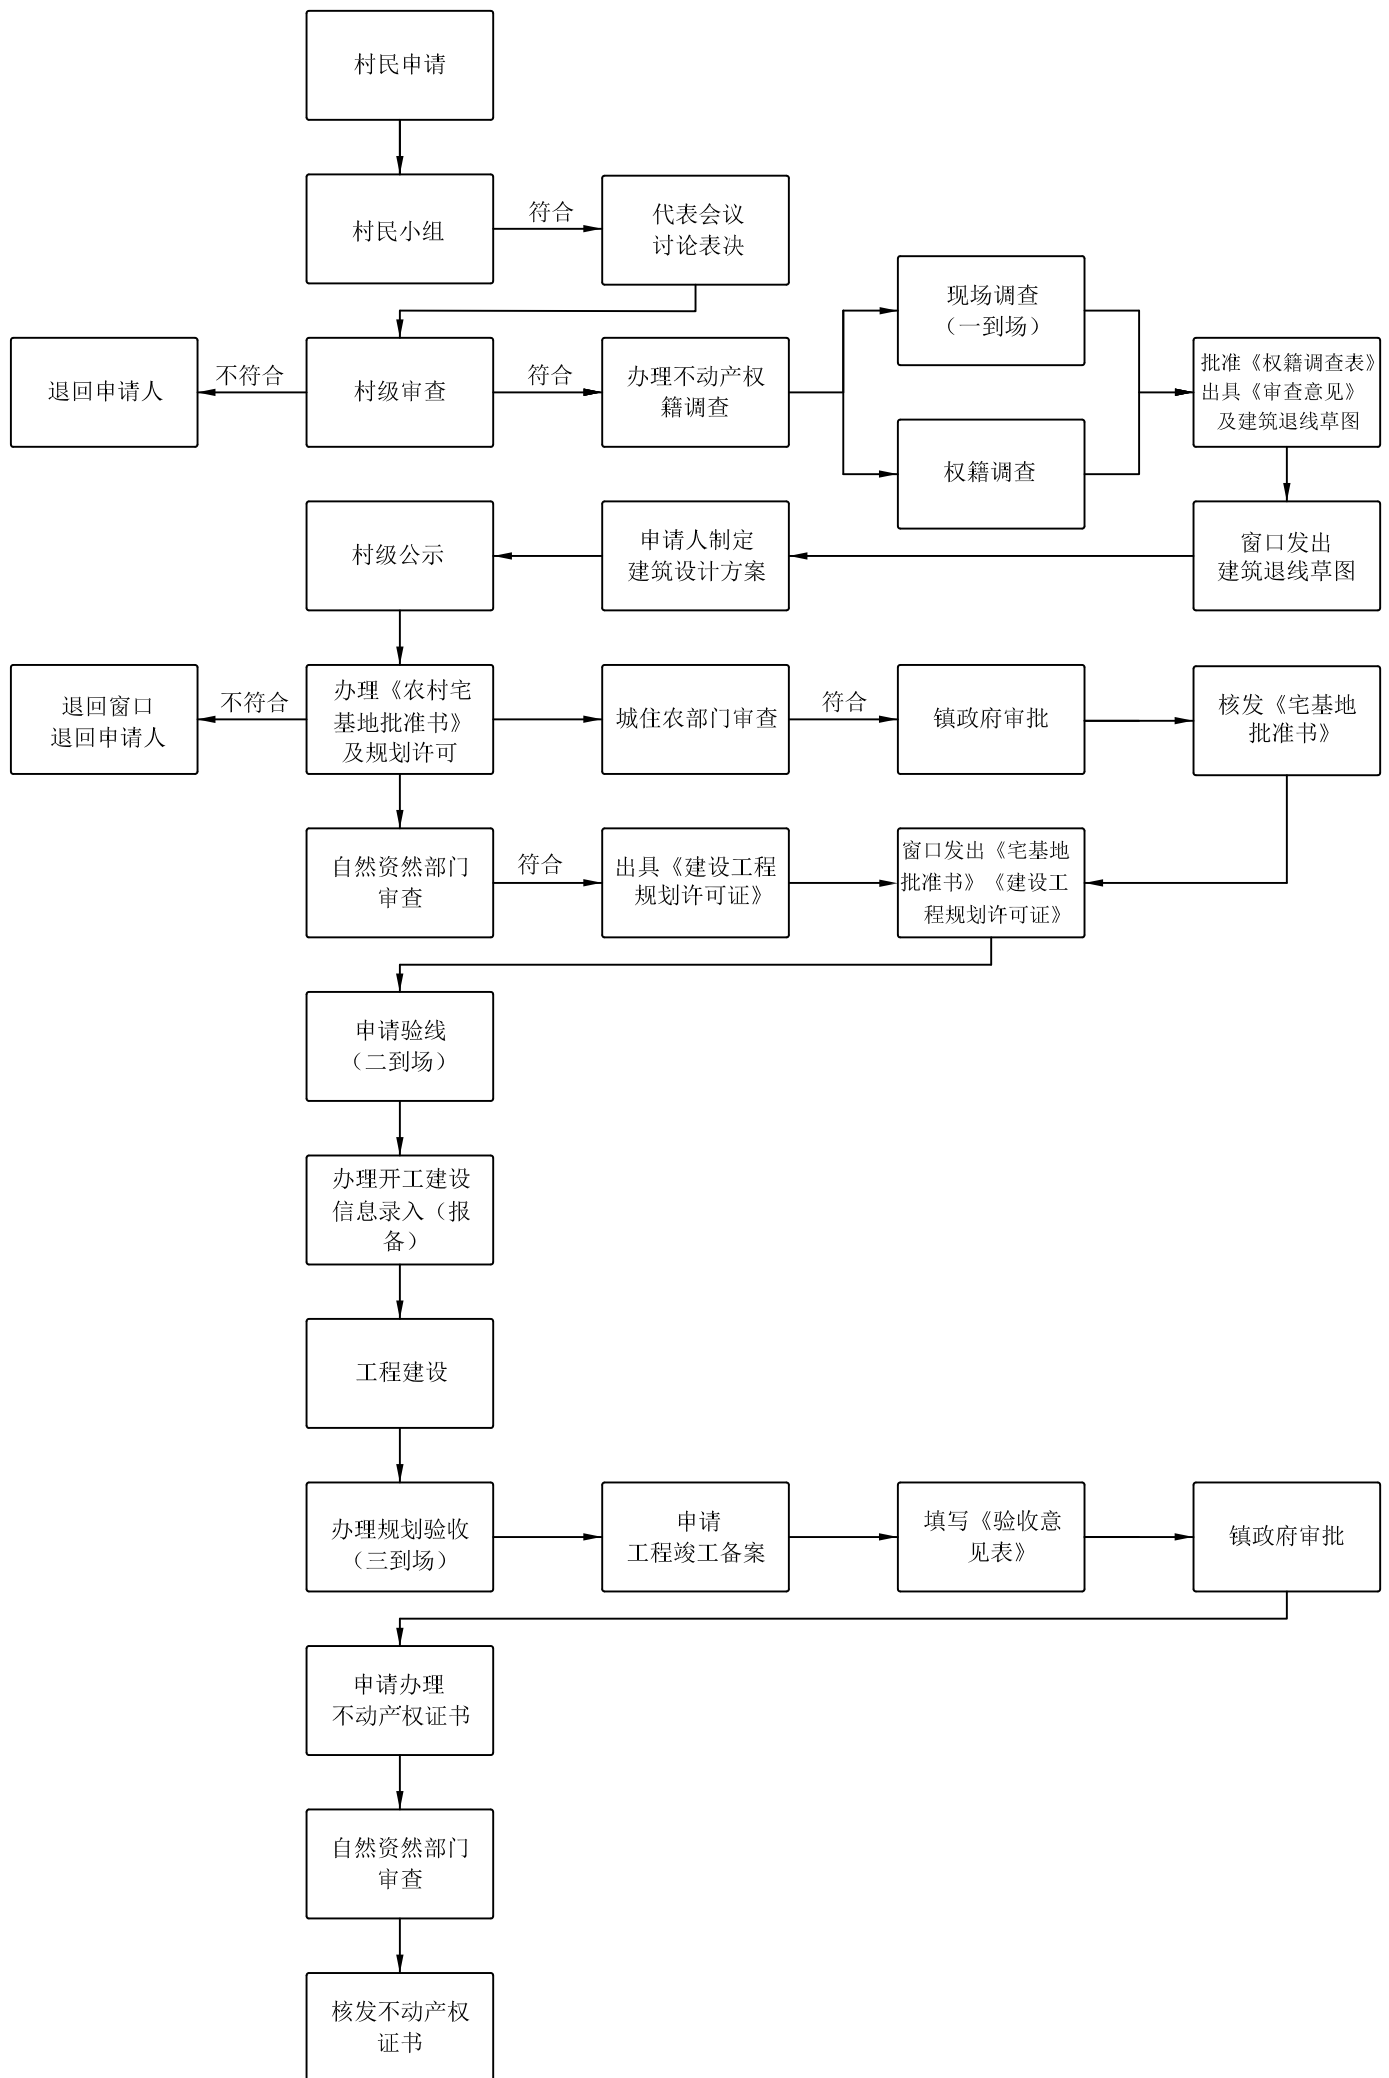 村民申请
村民小组
符合
代表会议
讨论表决
现场调查
（一到场）
退回申请人
不符合
村级审查
符合
办理不动产权
籍调查
批准《权籍调查表》
出具《审查意见》
及建筑退线草图
权籍调查
村级公示
申请人制定
建筑设计方案
窗口发出
建筑退线草图
退回窗口
退回申请人
不符合
办理《农村宅
基地批准书》
及规划许可
城住农部门审查
符合
镇政府审批
核发《宅基地
批准书》
自然资然部门
审查
符合
出具《建设工程
规划许可证》
窗口发出《宅基地
批准书》《建设工
程规划许可证》
申请验线
（二到场）
办理开工建设
信息录入（报
备）
工程建设
办理规划验收
（三到场）
申请
工程竣工备案
填写《验收意
见表》
镇政府审批
申请办理
不动产权证书
自然资然部门
审查
核发不动产权
证书